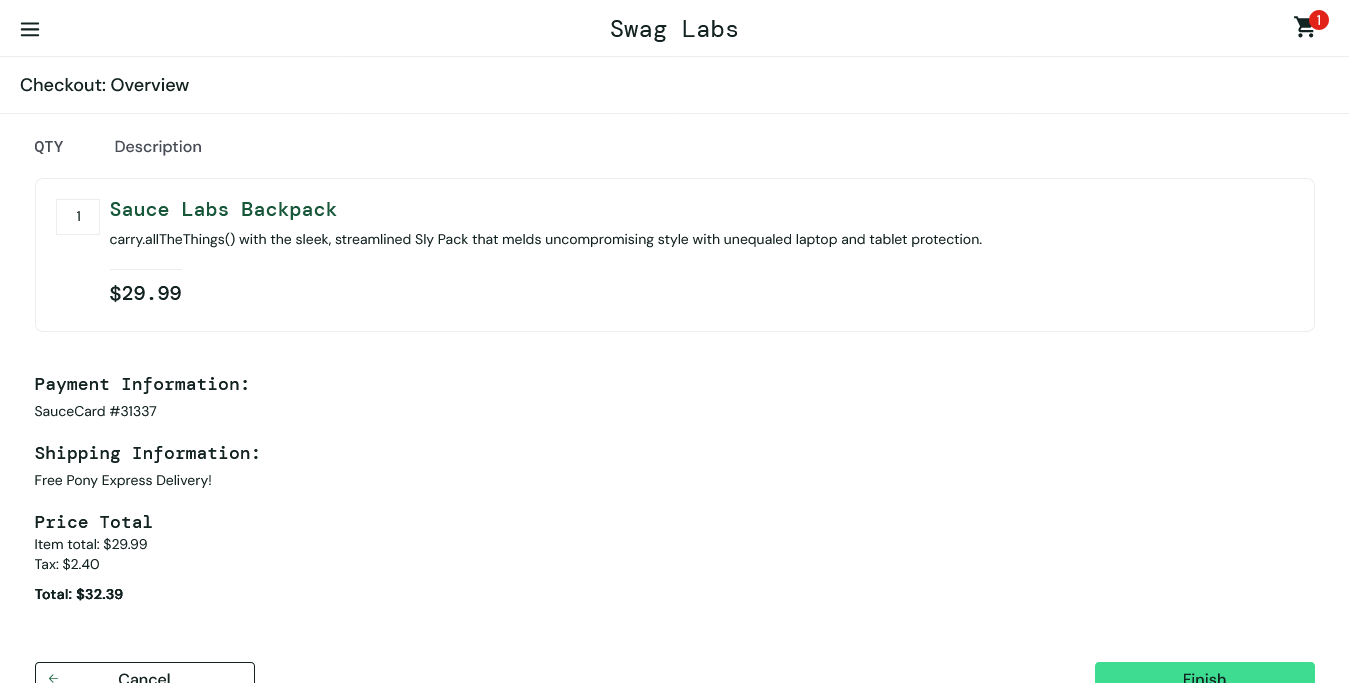 Swag Labs
1
Checkout: Overview
QTY Description
1
Sauce Labs Backpack
carry.allTheThings() with the sleek, streamlined Sly Pack that melds uncompromising style with unequaled laptop and tablet protection.
$29.99
Payment Information:
SauceCard #31337
Shipping Information:
Free Pony Express Delivery!
Price Total
Item total: $29.99
Tax: $2.40
Total: $32.39
Cancel Finish